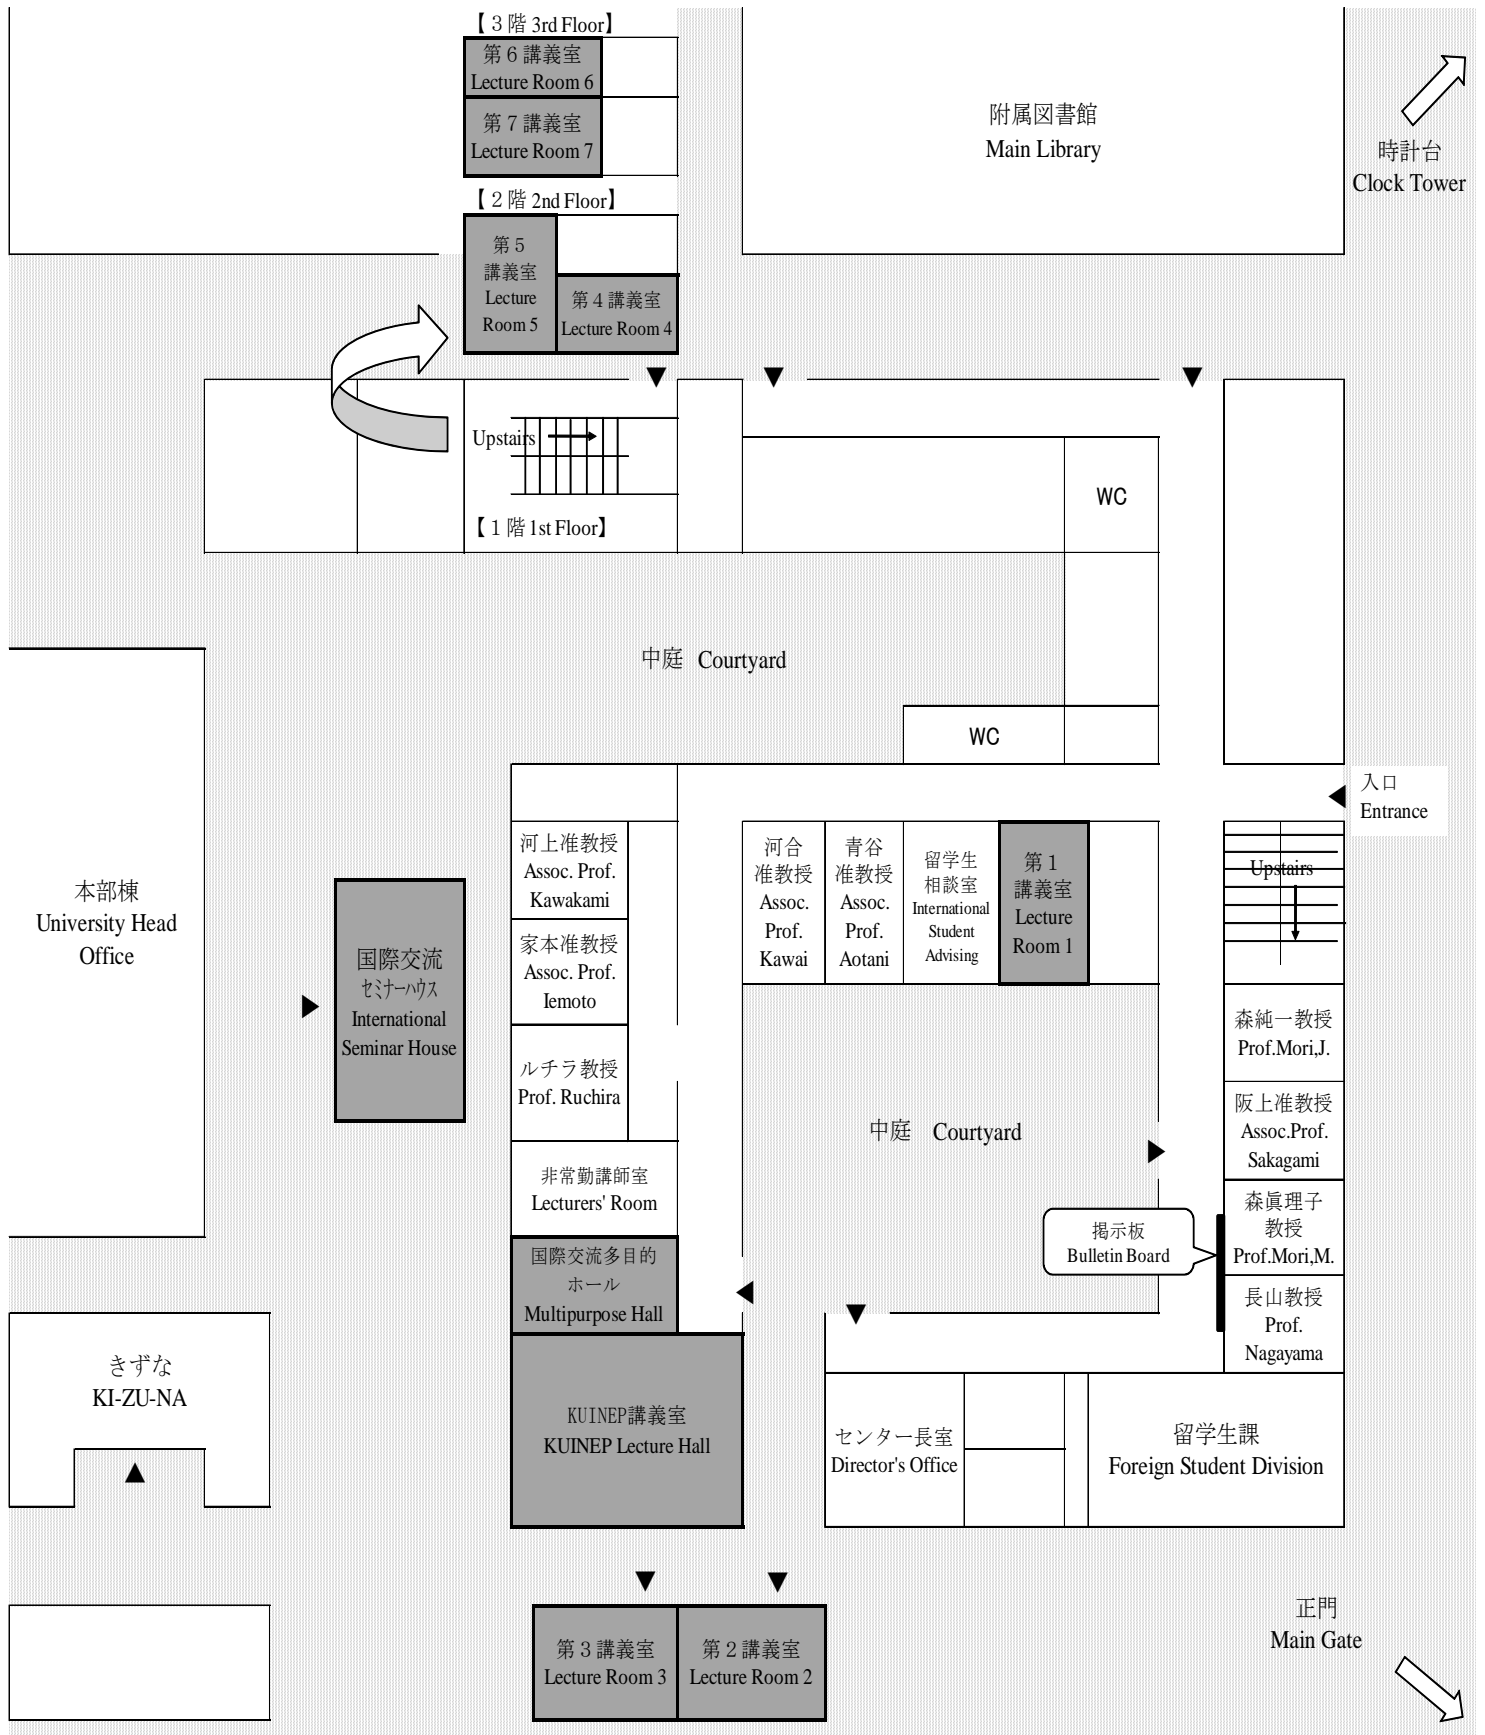 【３階 3rd Floor】
第６講義室
Lecture Room 6
第７講義室
Lecture Room 7
【２階 2nd Floor】
第５
講義室
Lecture
Room 5
第４講義室
Lecture Room 4
附属図書館
Main Library
時計台
Clock Tower
Upstairs
【１階 1st Floor】
WC
中庭 Courtyard
WC
入口
Entrance
本部棟
University Head
Office
国際交流
セミナーハウス
International
Seminar House
河上准教授
Assoc. Prof.
Kawakami
家本准教授
Assoc. Prof.
Iemoto
ルチラ教授
Prof. Ruchira
非常勤講師室
Lecturers' Room
国際交流多目的
ホール
Multipurpose Hall
KUINEP講義室
KUINEP Lecture Hall
河合
准教授
Assoc.
Prof.
Kawai
青谷
准教授
Assoc.
Prof.
Aotani
留学生
相談室
International
Student
Advising
第１
講義室
Lecture
Room 1
Upstairs
森純一教授
Prof.Mori,J.
阪上准教授
Assoc.Prof.
Sakagami
森眞理子
教授
Prof.Mori,M.
長山教授
Prof.
Nagayama
中庭 Courtyard
掲示板
Bulletin Board
きずな
KI-ZU-NA
センター長室
Director's Office
留学生課
Foreign Student Division
第３講義室
Lecture Room 3
第２講義室
Lecture Room 2
正門
Main Gate